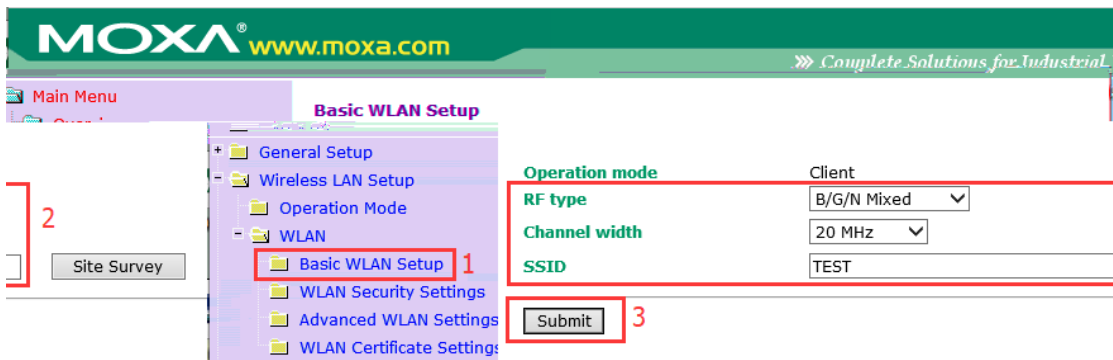 MOXA® www.moxa.com
Complete Solutions for Industrial
Main Menu
Basic WLAN Setup
General Setup
Wireless LAN Setup
Operation Mode
WLAN
Basic WLAN Setup 1
WLAN Security Settings
Advanced WLAN Settings
WLAN Certificate Settings
2
Site Survey
Operation mode Client
RF type B/G/N Mixed
Channel width 20 MHz
SSID TEST
Submit 3